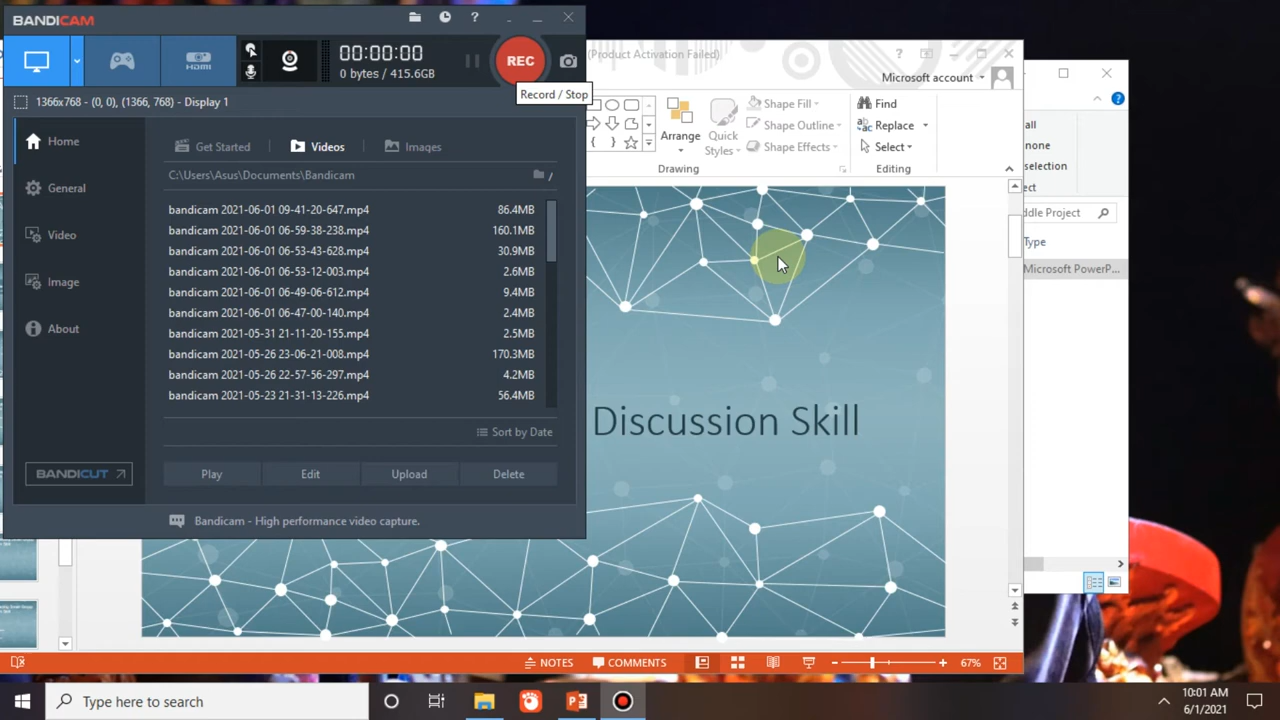 BANDICAM
?
HDMI
00:00:00
0 bytes / 415.6GB
REC
Record / Stop
1366x768 - (0, 0), (1366, 768) - Display 1
Home
General
Video
Image
About
BANDICUT
Get Started
Videos
Images
C:\Users\Asus\Documents\Bandicam
/
bandicam 2021-06-01 09-41-20-647.mp4 86.4MB
bandicam 2021-06-01 06-59-38-238.mp4 160.1MB
bandicam 2021-06-01 06-53-43-528.mp4 30.9MB
bandicam 2021-06-01 06-53-12-003.mp4 2.6MB
bandicam 2021-06-01 06-49-06-612.mp4 9.4MB
bandicam 2021-06-01 06-47-00-140.mp4 2.4MB
bandicam 2021-05-31 21-11-20-155.mp4 2.5MB
bandicam 2021-05-26 23-06-21-008.mp4 170.3MB
bandicam 2021-05-26 22-57-56-297.mp4 4.2MB
bandicam 2021-05-23 21-31-13-226.mp4 56.4MB
Sort by Date
Play Edit Upload Delete
Bandicam - High performance video capture.
(Product Activation Failed)
?
Microsoft account
Arrange
Quick
Styles
Shape Fill
Shape Outline
Shape Effects
Drawing
Find
Replace
Select
Editing
all
none
selection
ect
ddle Project
Type
Microsoft PowerP...
Discussion Skill
NOTES COMMENTS 67%
Type here to search
10:01 AM
6/1/2021